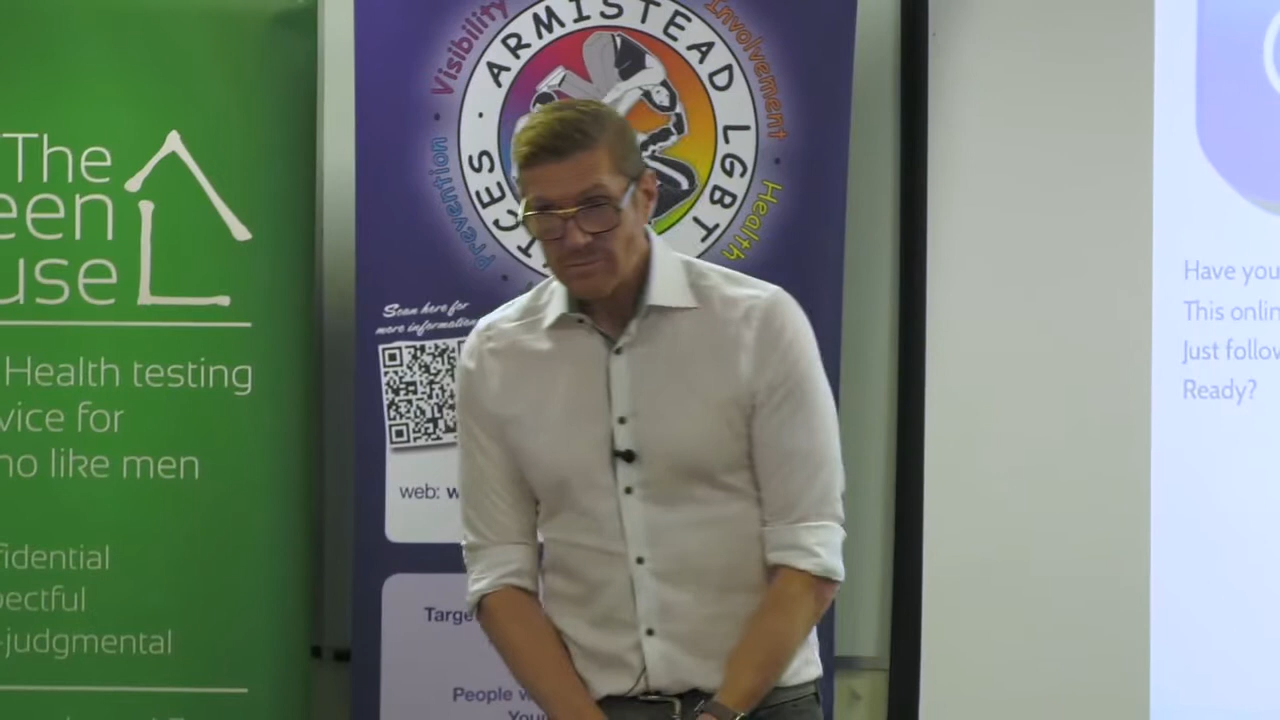 The
een
use
Health testing
vice for
no like men
fidential
pectful
-judgmental
Visibility · ARMISTEAD LGBT · Involvement
Prevention
Health
Scan here for
more information
web: w
Targe
People w
You
Have you
This onlin
Just follow
Ready?